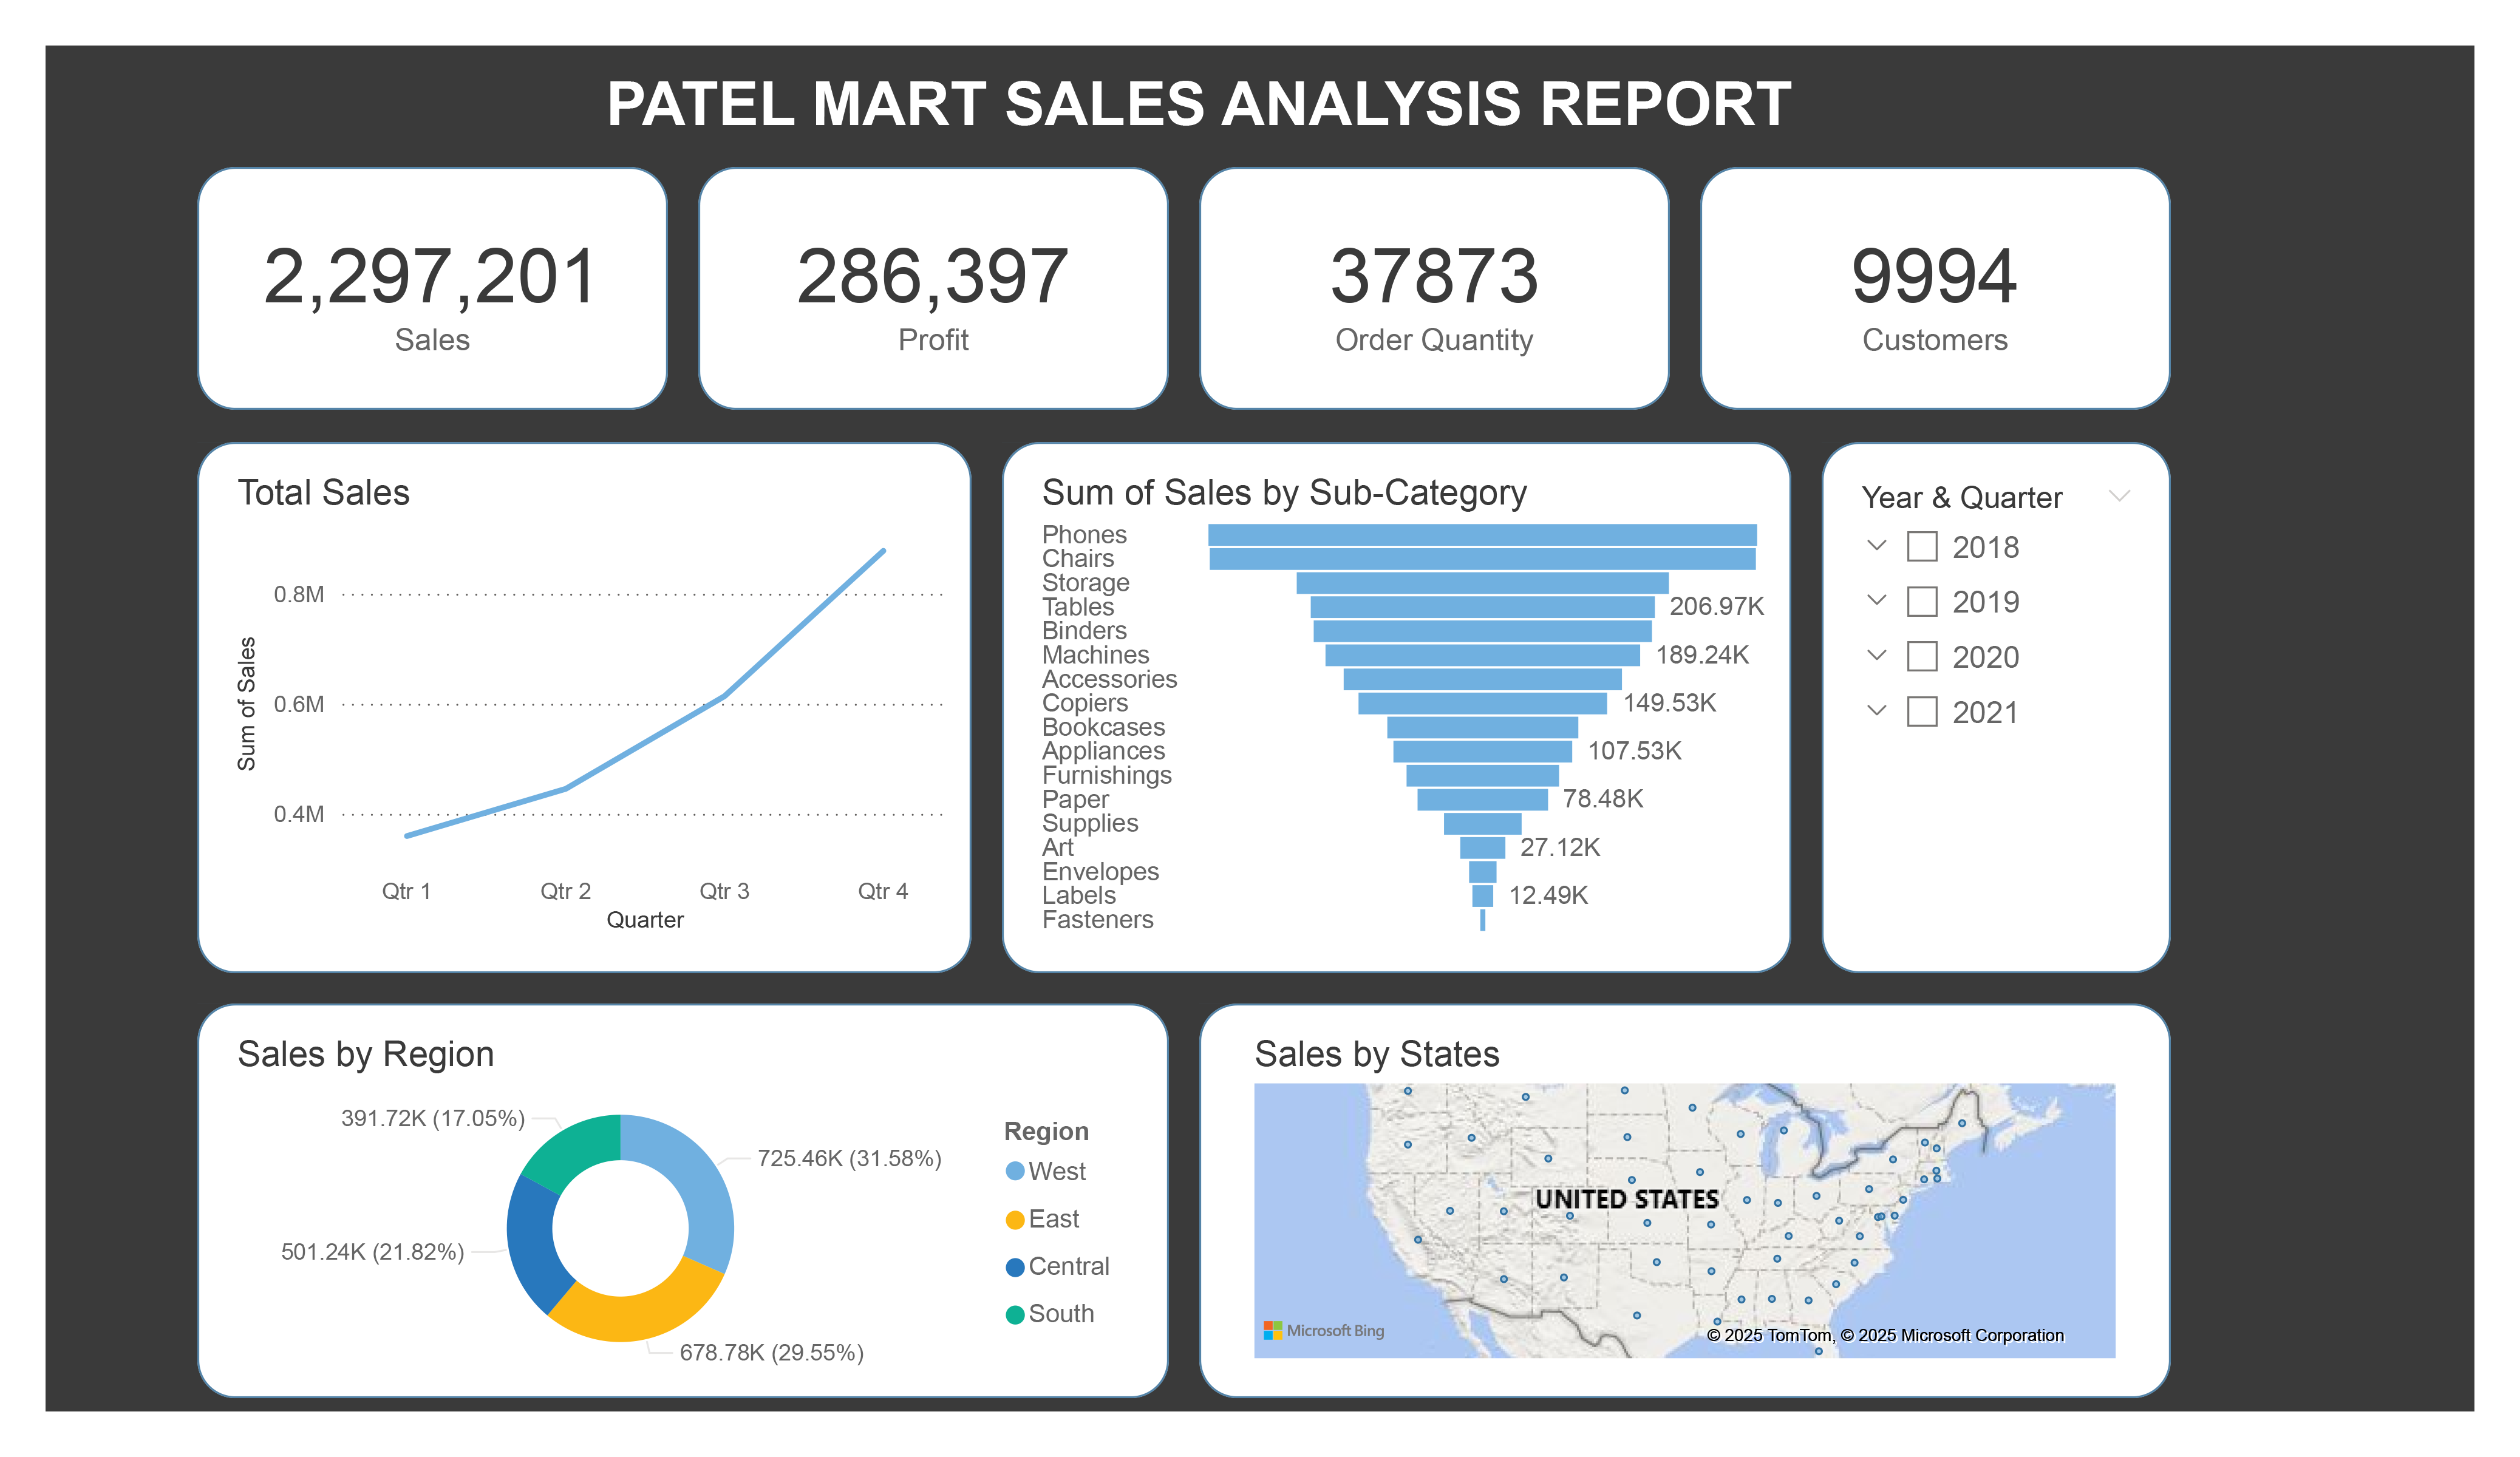 PATEL MART SALES ANALYSIS REPORT
2,297,201
Sales
286,397
Profit
37873
Order Quantity
9994
Customers
Total Sales
0.8M
0.6M
0.4M
Sum of Sales
Qtr 1
Qtr 2
Qtr 3
Qtr 4
Quarter
Sum of Sales by Sub-Category
Phones
Chairs
Storage
Tables 206.97K
Binders
Machines 189.24K
Accessories
Copiers 149.53K
Bookcases
Appliances 107.53K
Furnishings
Paper 78.48K
Supplies
Art 27.12K
Envelopes
Labels 12.49K
Fasteners
Year & Quarter
2018
2019
2020
2021
Sales by Region
391.72K (17.05%)
725.46K (31.58%)
501.24K (21.82%)
678.78K (29.55%)
Region
West
East
Central
South
Sales by States
UNITED STATES
Microsoft Bing
© 2025 TomTom, © 2025 Microsoft Corporation